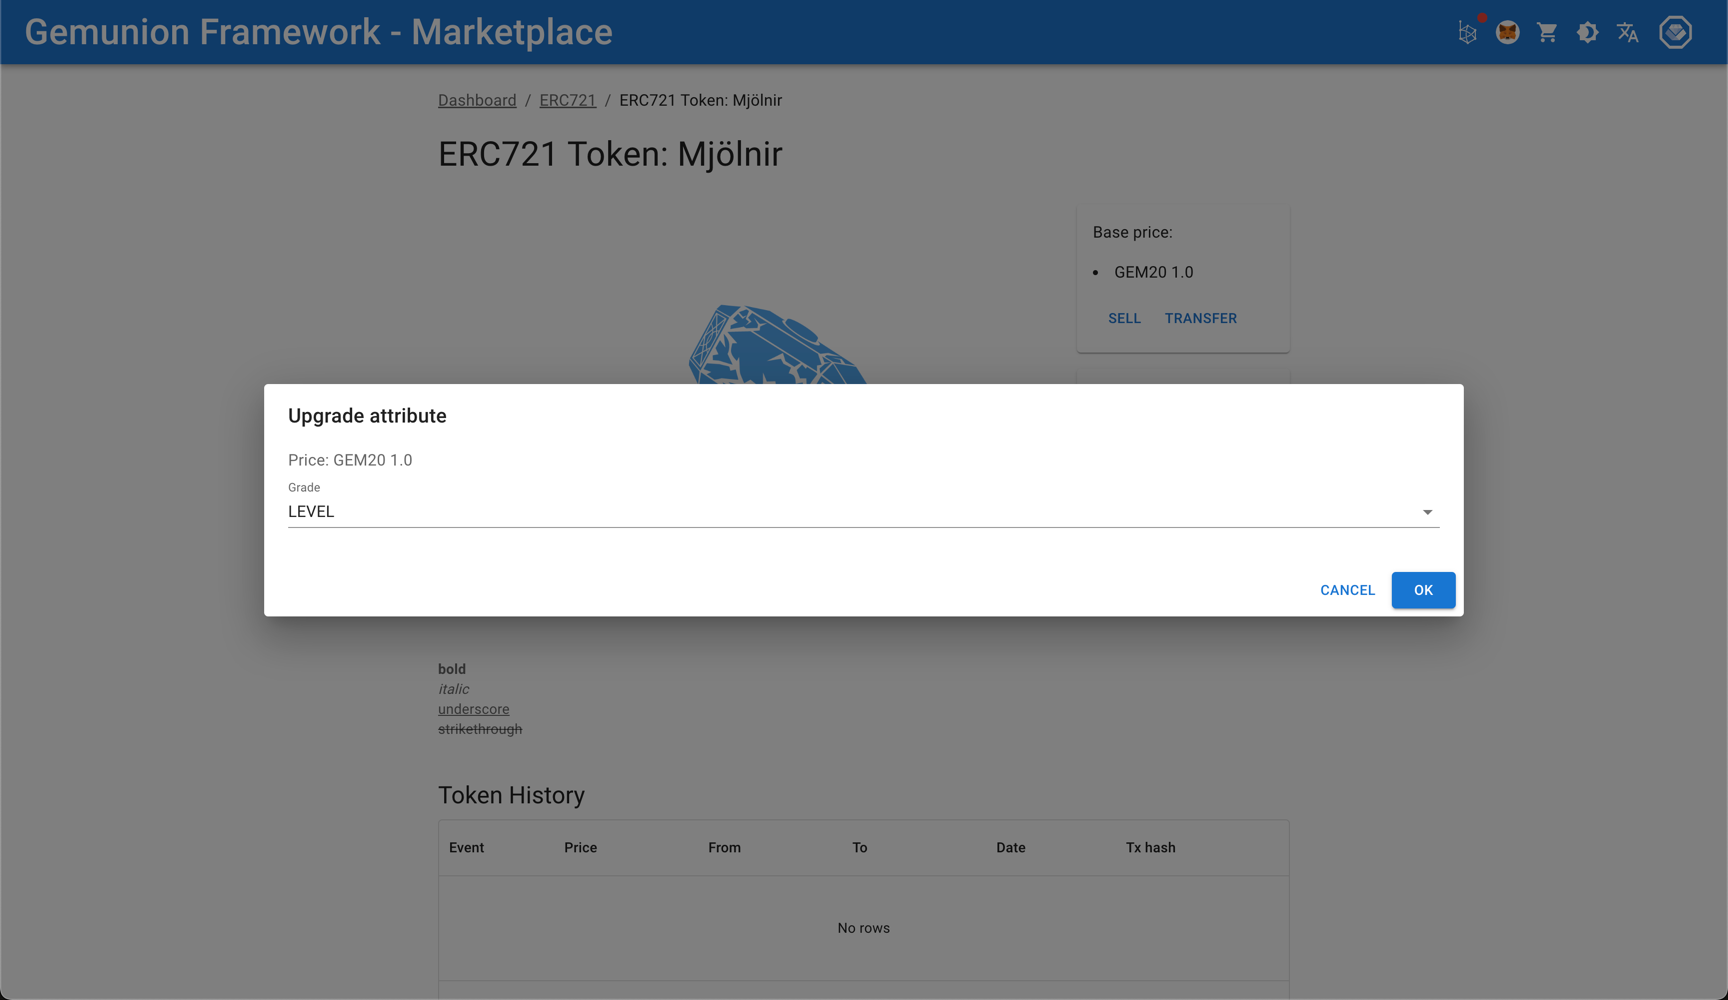 Gemunion Framework - Marketplace
Dashboard / ERC721 / ERC721 Token: Mjölnir
ERC721 Token: Mjölnir
Base price:
• GEM20 1.0
SELL TRANSFER
Upgrade attribute
Price: GEM20 1.0
Grade
LEVEL
CANCEL OK
bold
italic
underscore
strikethrough
Token History
Event Price From To Date Tx hash
No rows